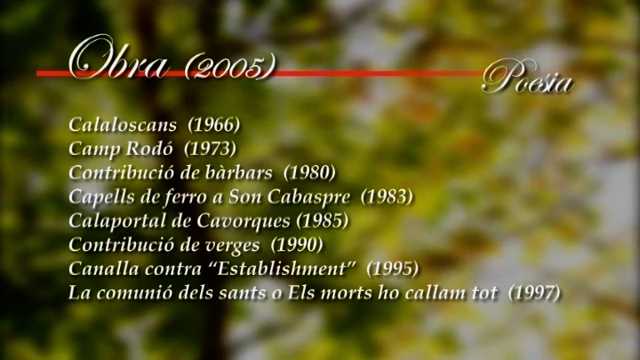 Obra (2005)
Poesia
Calaloscans (1966)
Camp Rodó (1973)
Contribució de bàrbars (1980)
Capells de ferro a Son Cabaspre (1983)
Calaportal de Cavorques (1985)
Contribució de verges (1990)
Canalla contra “Establishment” (1995)
La comunió dels sants o Els morts ho callam tot (1997)